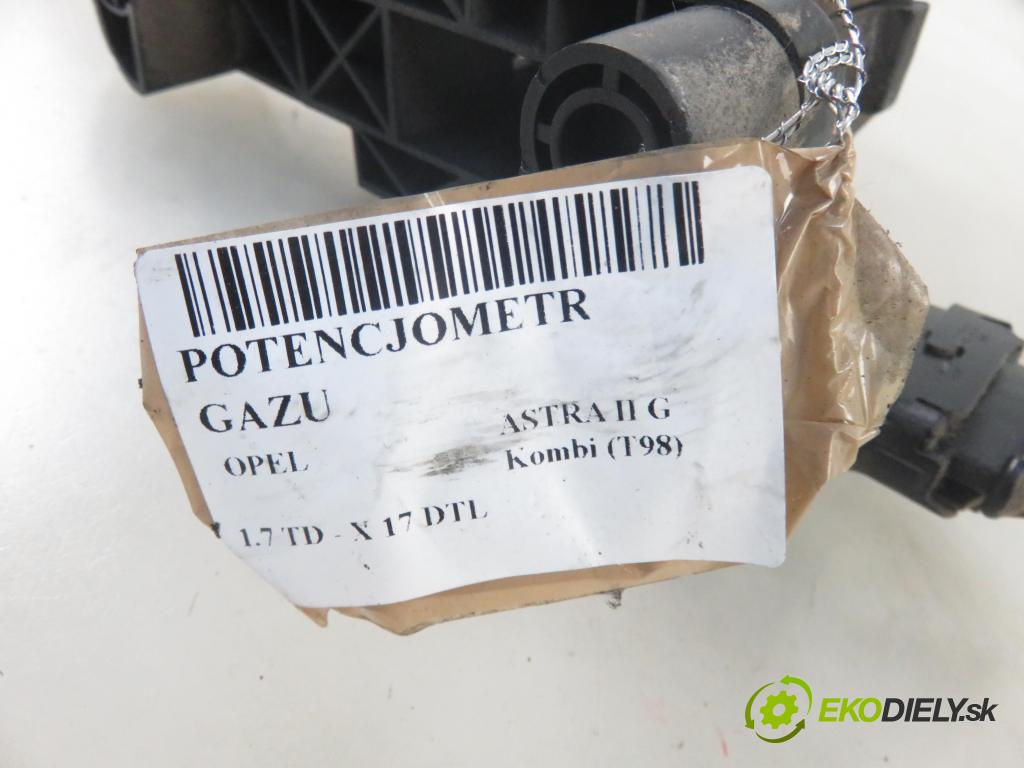 POTENCJOMETR
GAZU
OPEL
ASTRA II G
Kombi (T98)
1.7 TD - X 17 DTL
EKODIELY.sk